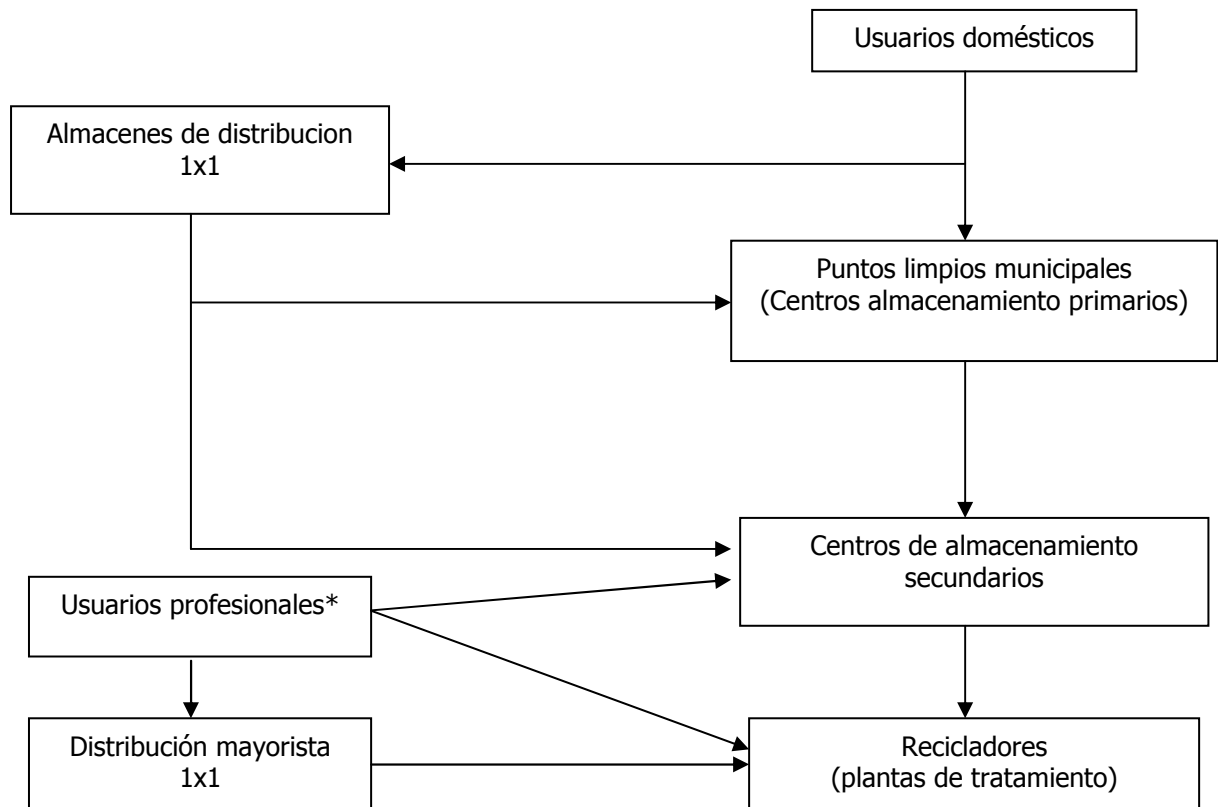 Usuarios domésticos
Almacenes de distribucion
1x1
Puntos limpios municipales
(Centros almacenamiento primarios)
Centros de almacenamiento
secundarios
Usuarios profesionales*
Distribución mayorista
1x1
Recicladores
(plantas de tratamiento)